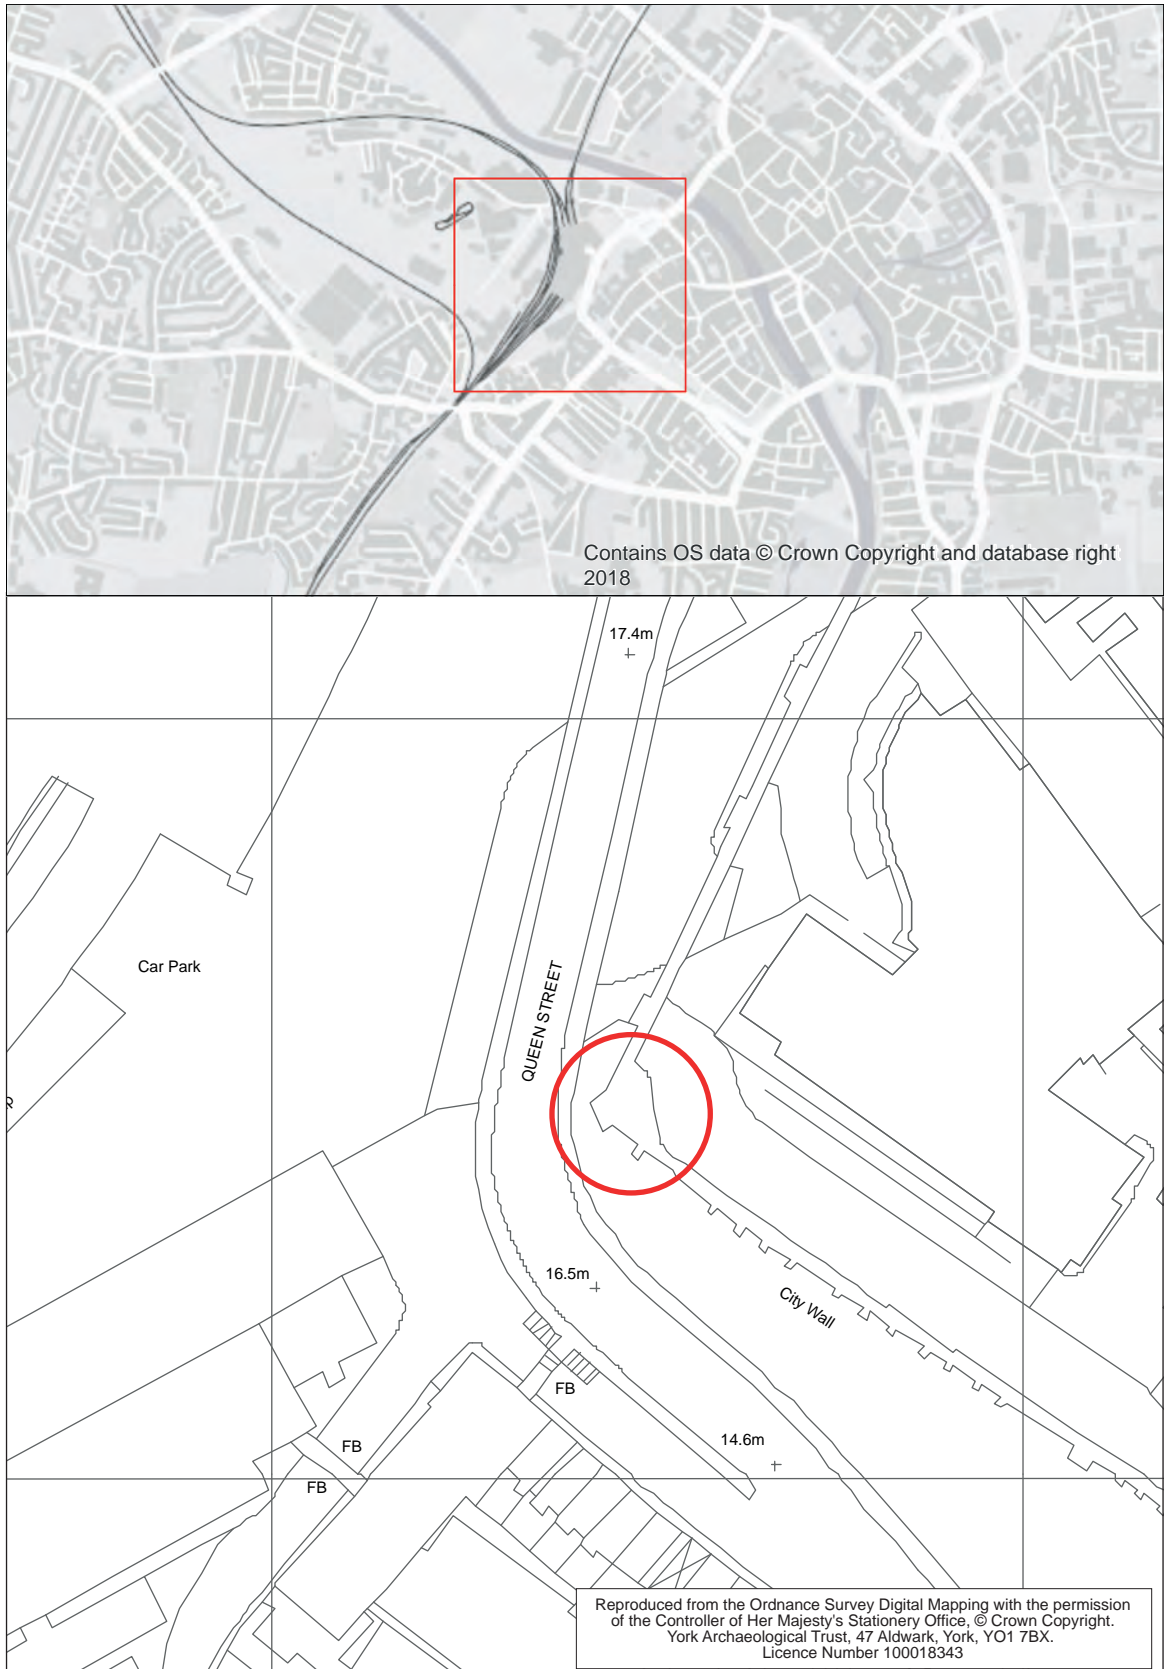 Contains OS data © Crown Copyright and database right
2018
17.4m
Car Park
QUEEN STREET
16.5m
City Wall
FB
14.6m
FB
FB
Reproduced from the Ordnance Survey Digital Mapping with the permission
of the Controller of Her Majesty's Stationery Office, © Crown Copyright.
York Archaeological Trust, 47 Aldwark, York, YO1 7BX.
Licence Number 100018343